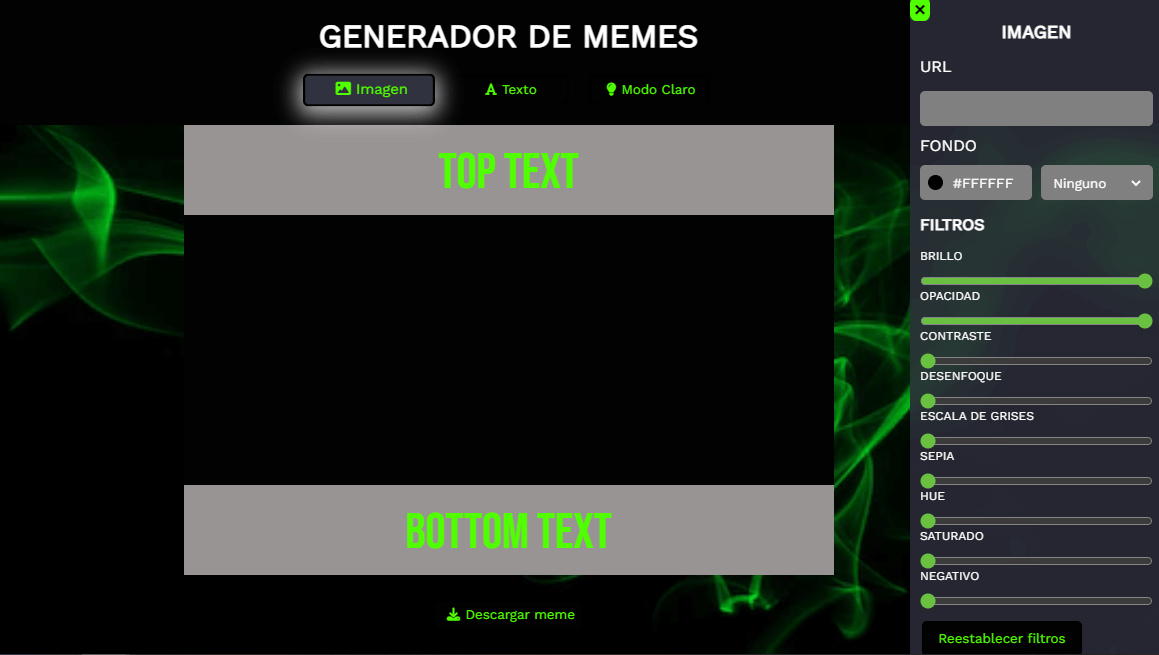 GENERADOR DE MEMES
Imagen
Texto
Modo Claro
TOP TEXT
BOTTOM TEXT
Descargar meme
IMAGEN
URL
FONDO
#FFFFFF
Ninguno
FILTROS
BRILLO
OPACIDAD
CONTRASTE
DESENFOQUE
ESCALA DE GRISES
SEPIA
HUE
SATURADO
NEGATIVO
Reestablecer filtros